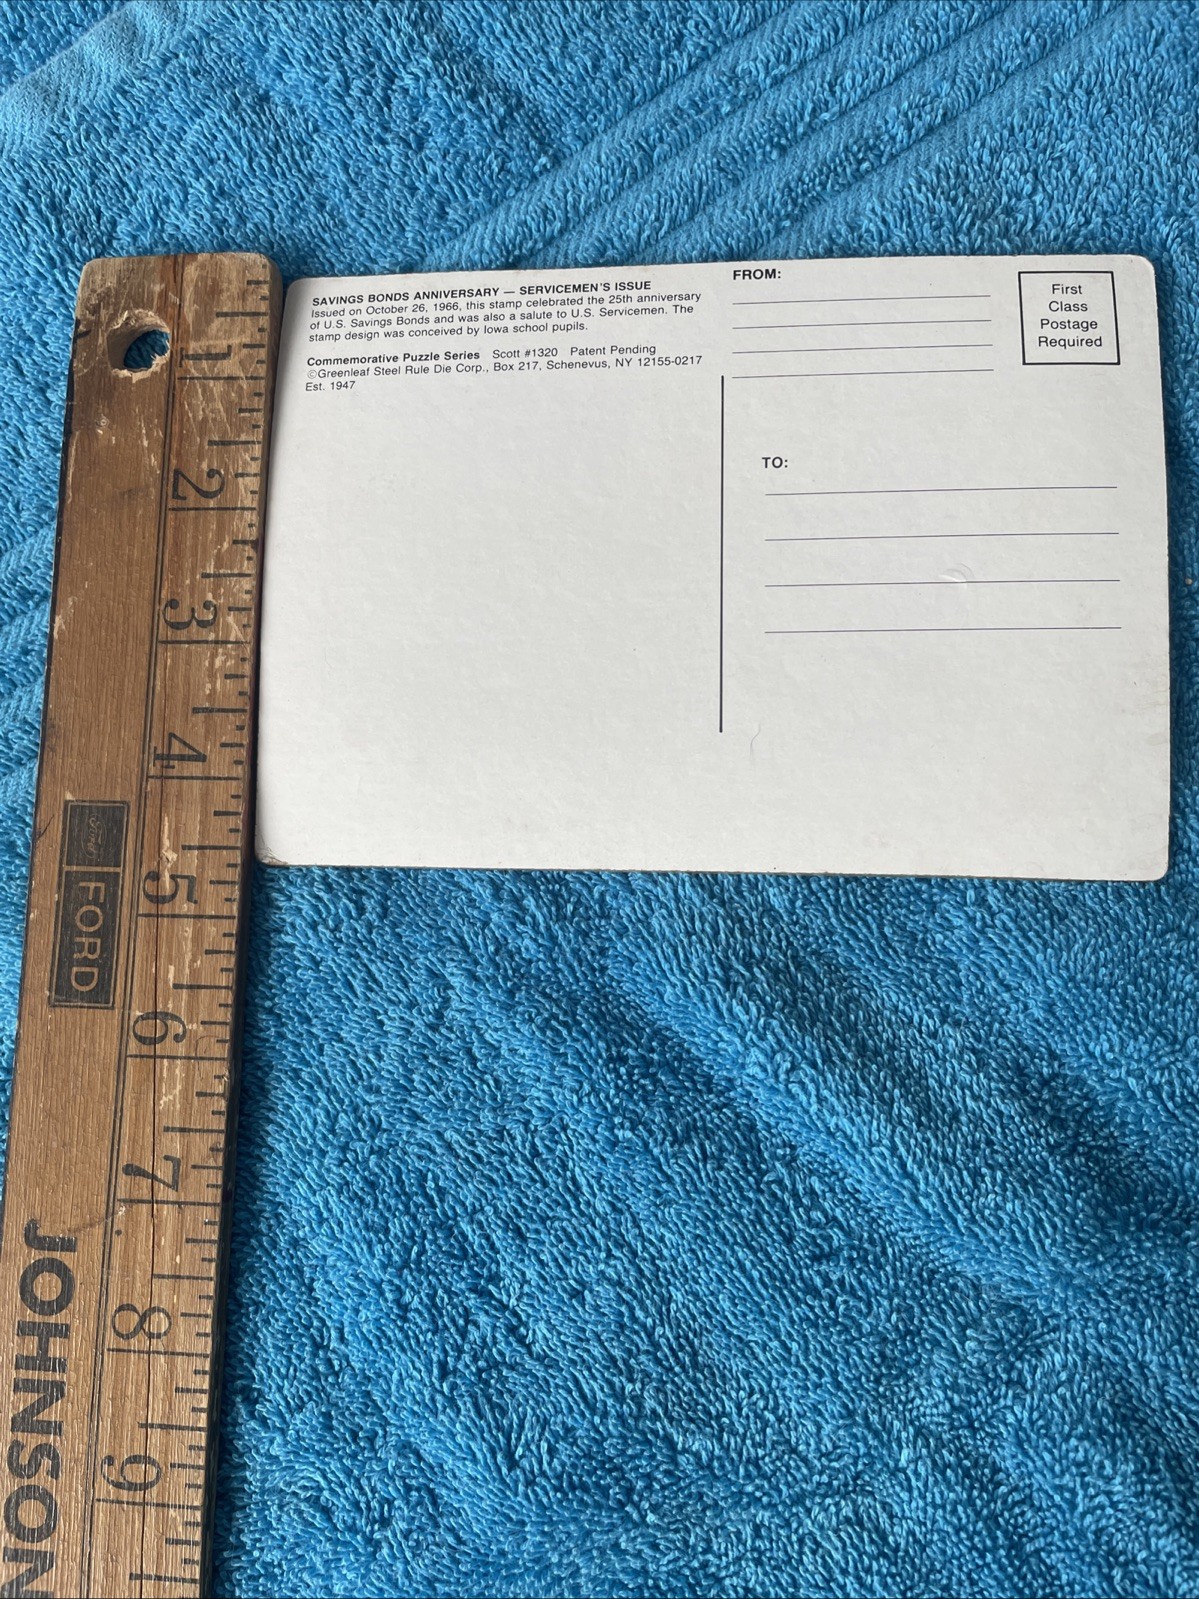 SAVINGS BONDS ANNIVERSARY — SERVICEMEN'S ISSUE
Issued on October 26, 1966, this stamp celebrated the 25th anniversary
of U.S. Savings Bonds and was also a salute to U.S. Servicemen. The
stamp design was conceived by Iowa school pupils.
Commemorative Puzzle Series Scott #1320 Patent Pending
©Greenleaf Steel Rule Die Corp., Box 217, Schenevus, NY 12155-0217
Est. 1947
FROM:
First
Class
Postage
Required
TO:
1
2
3
4
5
6
7
8
9
Ford
FORD
JOHNSON